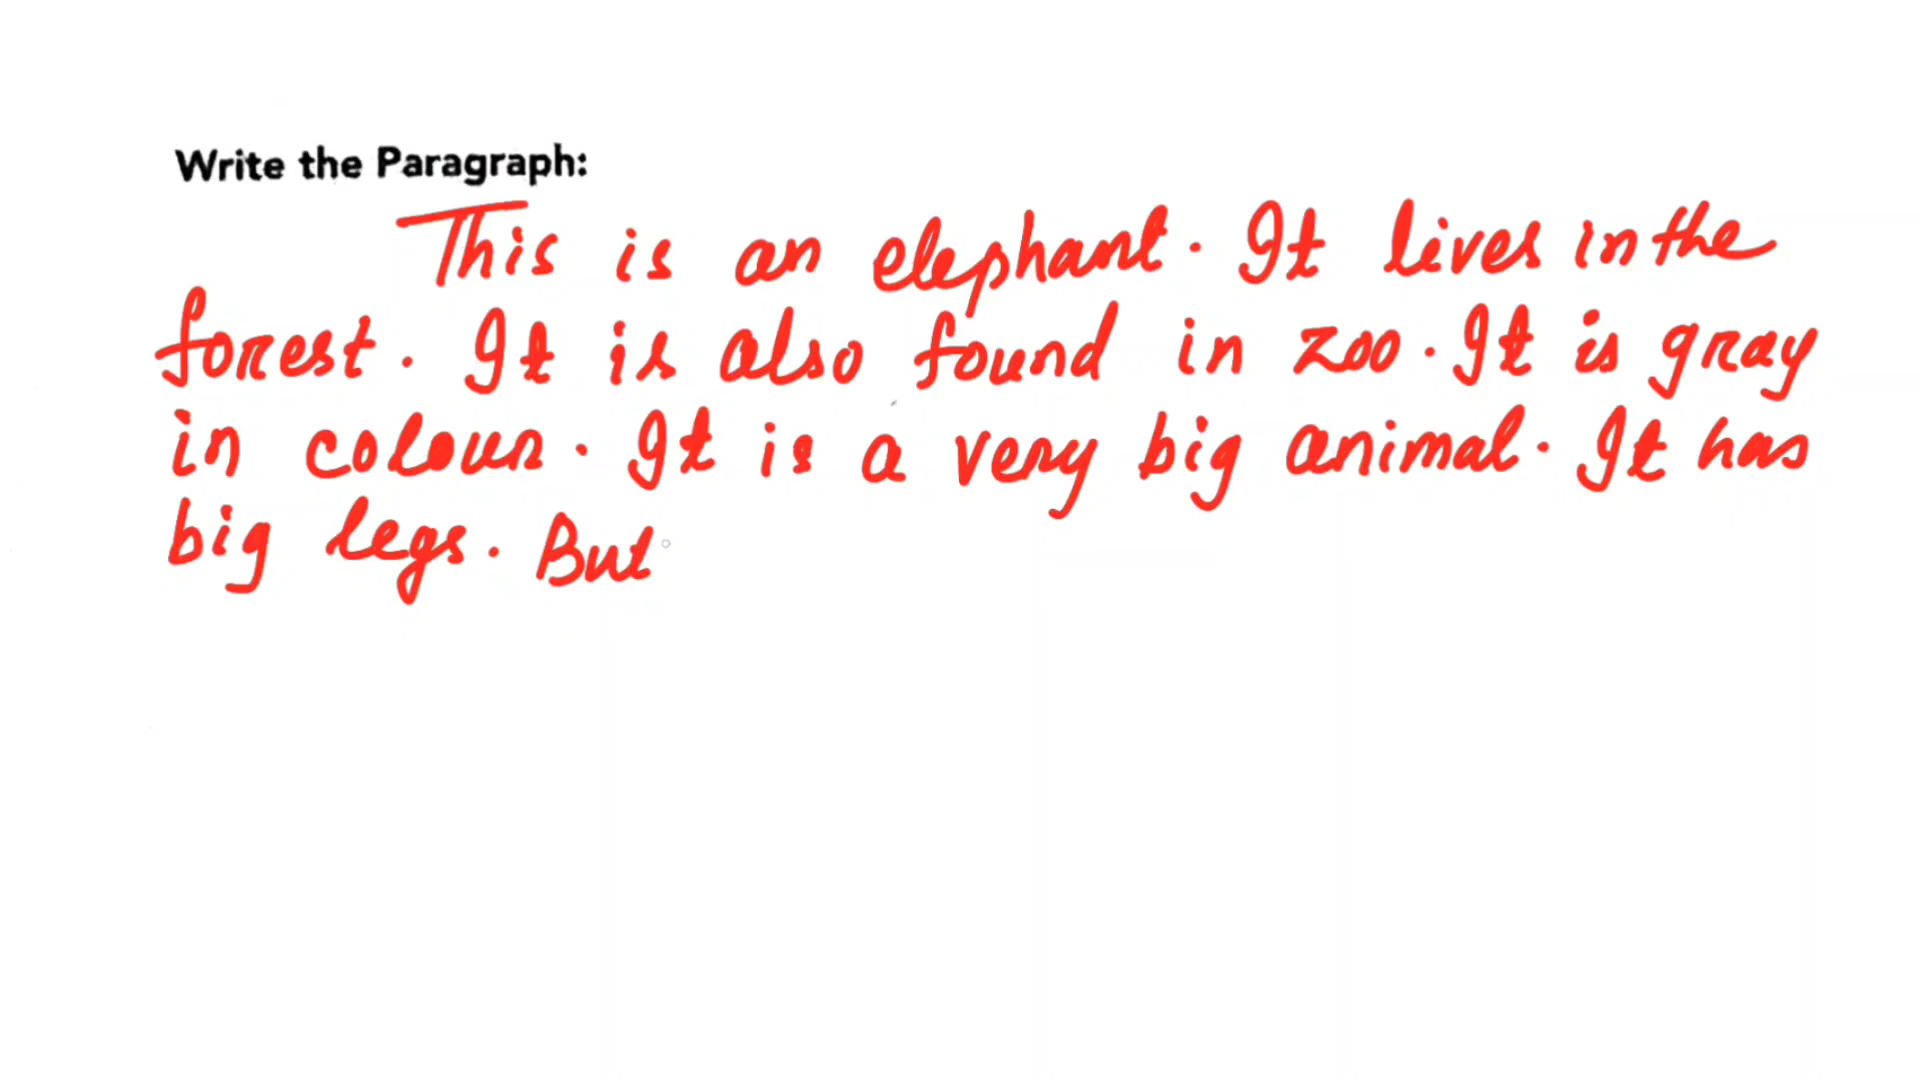 Write the Paragraph:
This is an elephant. It lives in the
forest. It is also found in zoo. It is gray
in colour. It is a very big animal. It has
big legs. But